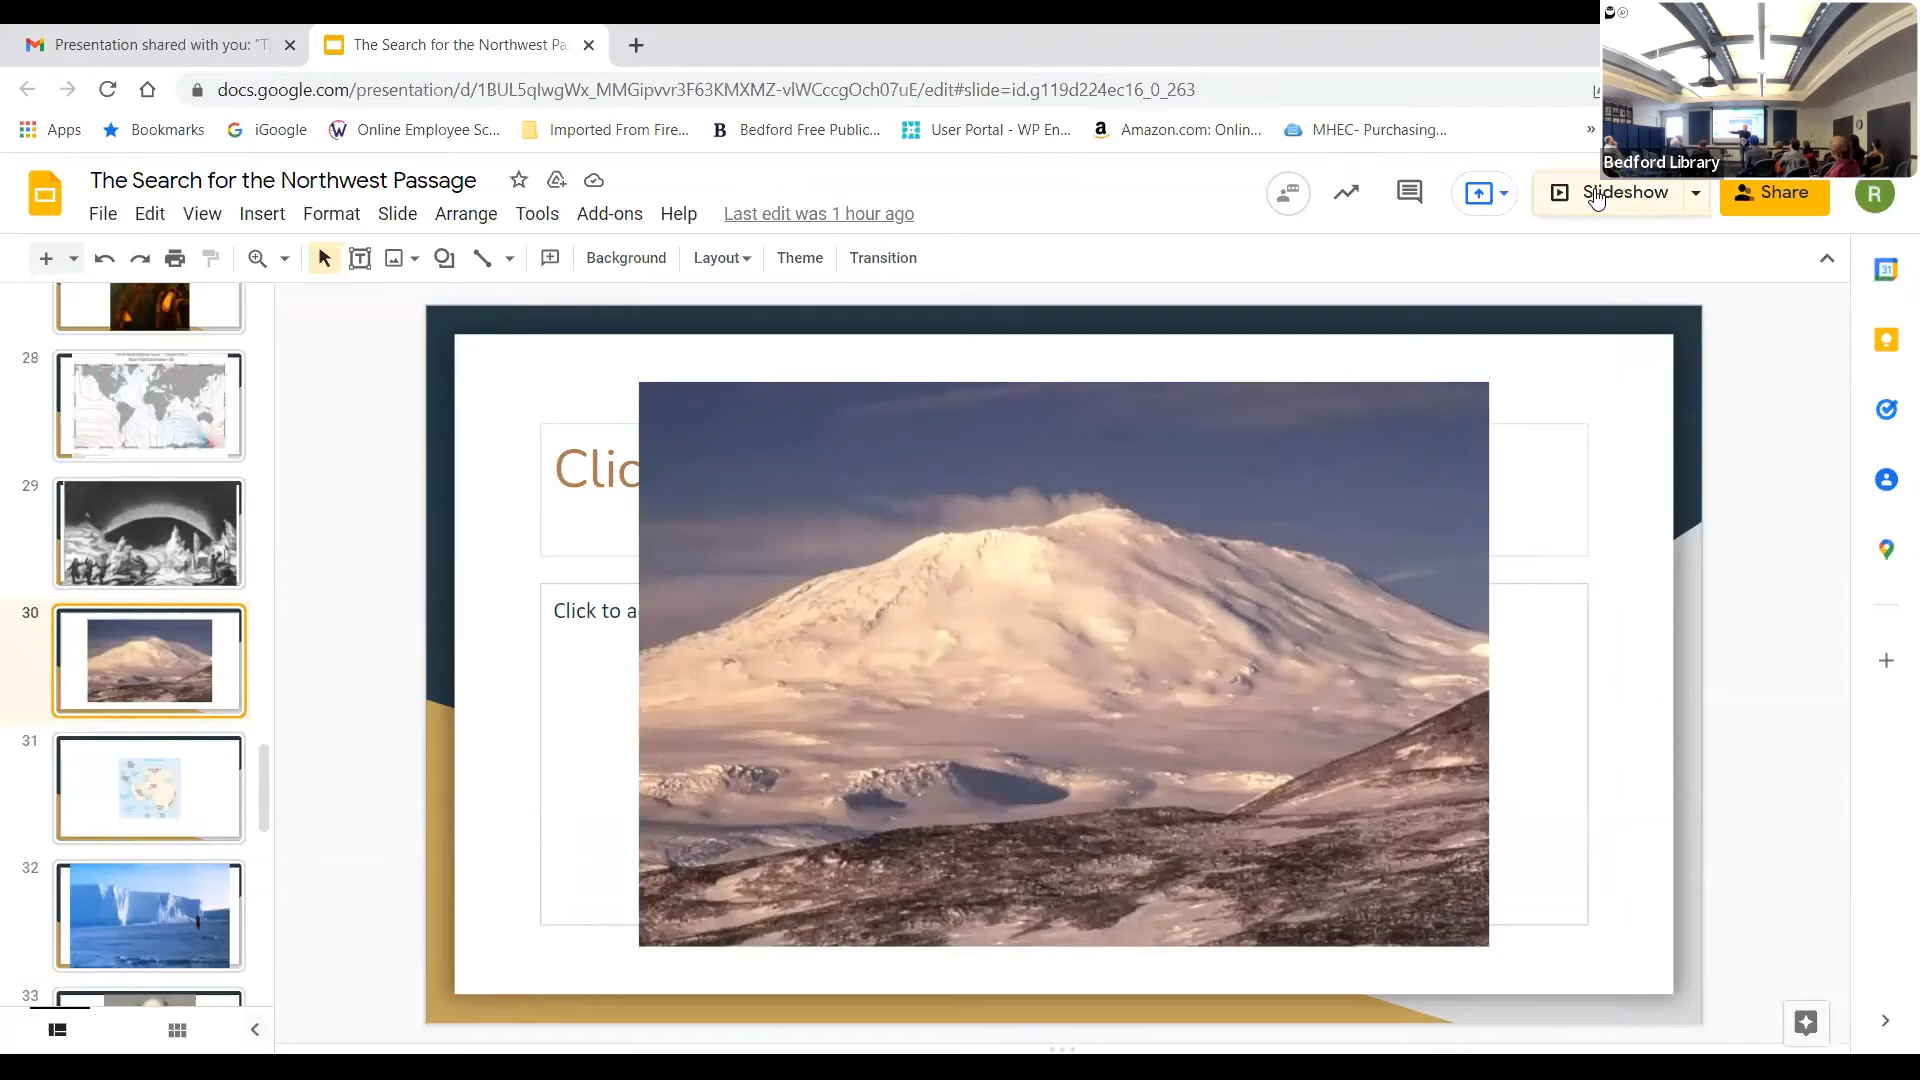 Presentation shared with you: "T
The Search for the Northwest Pa
docs.google.com/presentation/d/1BUL5qlwgWx_MMGipvvr3F63KMXMZ-vlWCccgOch07uE/edit#slide=id.g119d224ec16_0_263
Apps
Bookmarks
iGoogle
Online Employee Sc...
Imported From Fire...
Bedford Free Public...
User Portal - WP En...
Amazon.com: Onlin...
MHEC- Purchasing...
»
Bedford Library
The Search for the Northwest Passage
File Edit View Insert Format Slide Arrange Tools Add-ons Help Last edit was 1 hour ago
Slideshow
Share
R
Background
Layout
Theme
Transition
31
28
29
30
31
32
33
Clic
Click to a